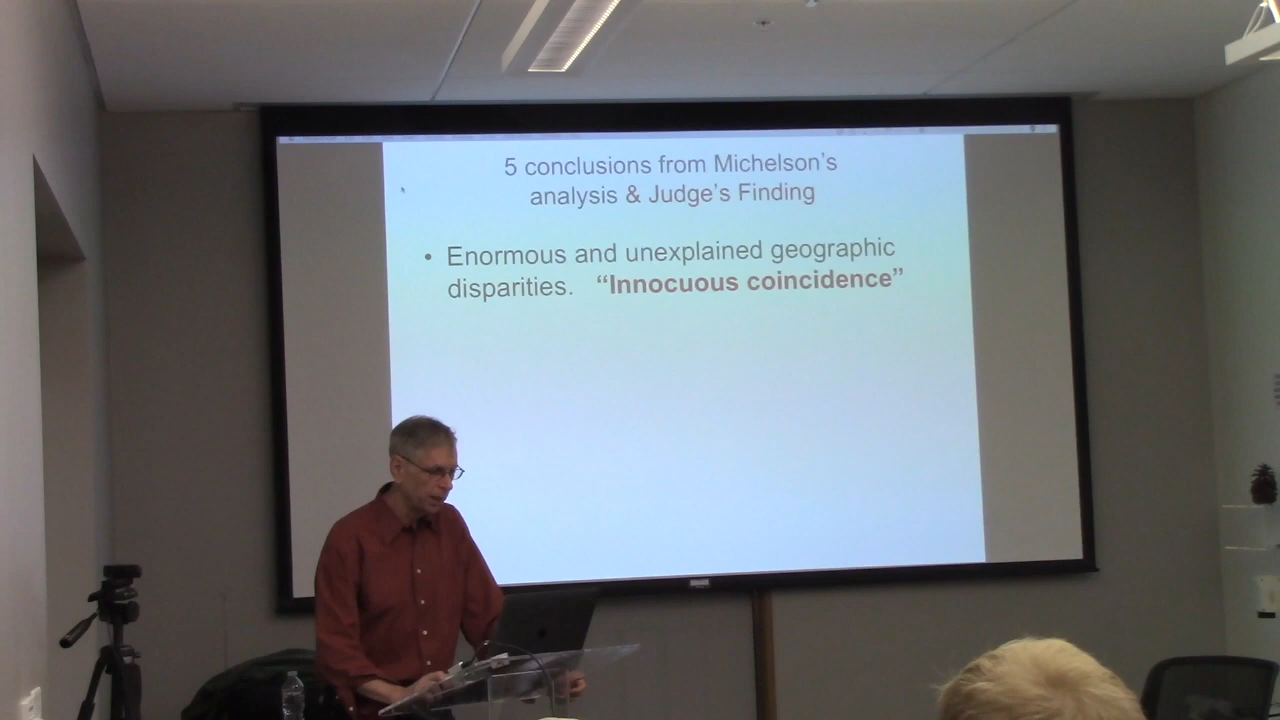 5 conclusions from Michelson's
analysis & Judge's Finding
• Enormous and unexplained geographic
disparities. “Innocuous coincidence”